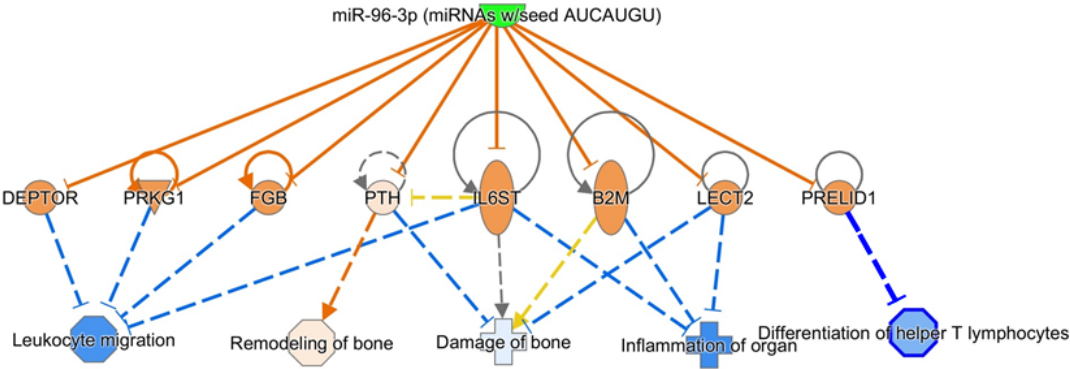 miR-96-3p (miRNAs w/seed AUCAUGU)
DEPTOR PRKG1 FGB PTH IL6ST B2M LECT2 PRELID1
Leukocyte migration Remodeling of bone Damage of bone Inflammation of organ Differentiation of helper T lymphocytes